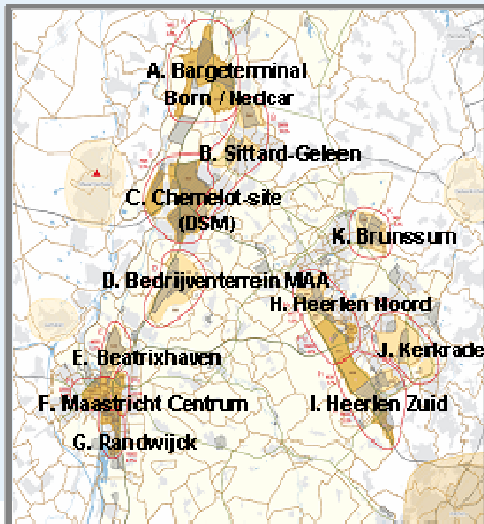 A. Bargeterminal
Born / Nedcar
B. Sittard-Geleen
C. Chemelot-site
(DSM)
K. Brunssum
D. Bedrijventerrein MAA
H. Heerlen Noord
E. Beatrixhaven
J. Kerkrade
F. Maastricht Centrum
I. Heerlen Zuid
G. Randwijck